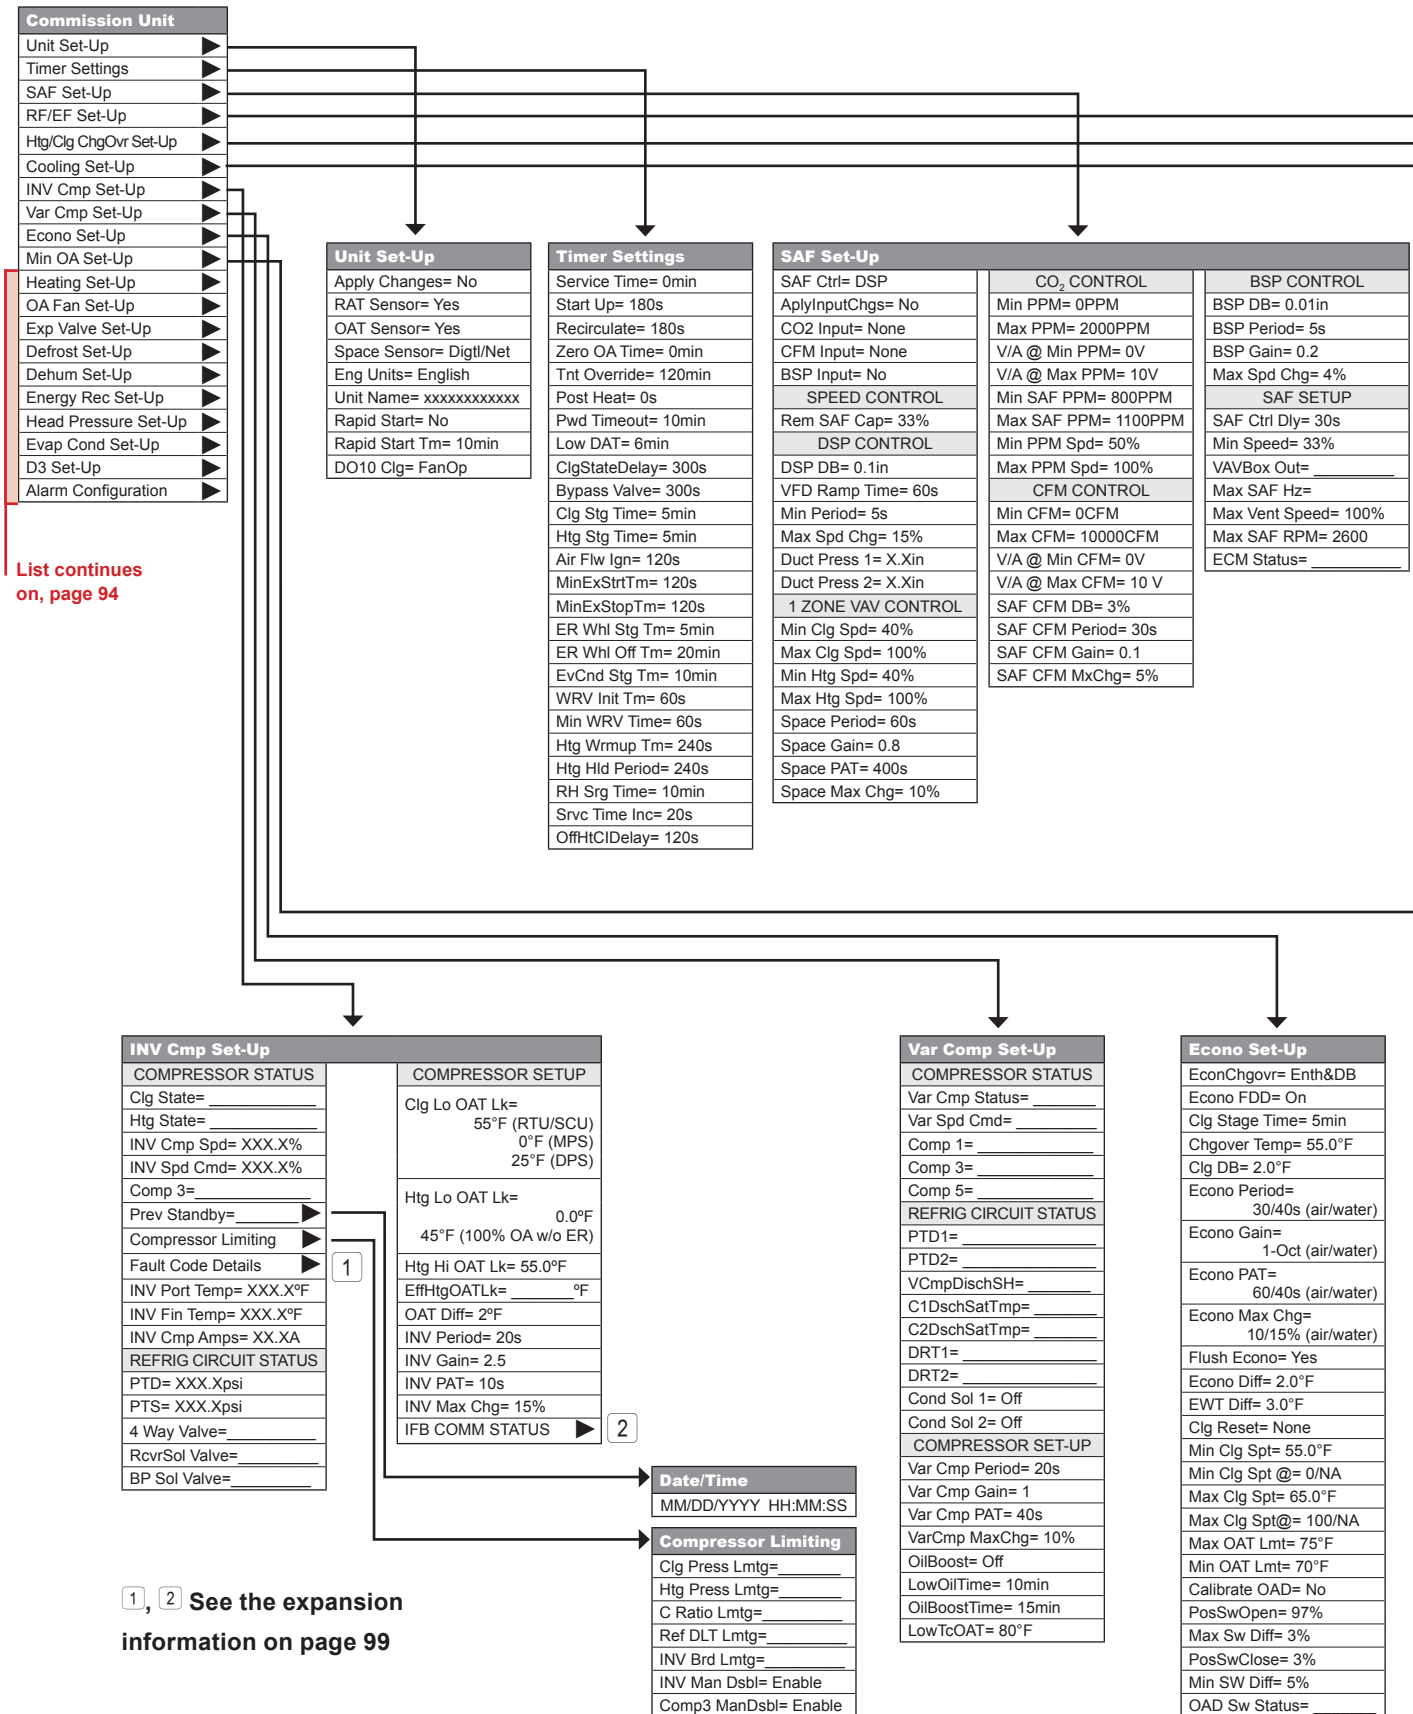 Commission Unit
Unit Set-Up
Timer Settings
SAF Set-Up
RF/EF Set-Up
Htg/Clg ChgOvr Set-Up
Cooling Set-Up
INV Cmp Set-Up
Var Cmp Set-Up
Econo Set-Up
Min OA Set-Up
Heating Set-Up
OA Fan Set-Up
Exp Valve Set-Up
Defrost Set-Up
Dehum Set-Up
Energy Rec Set-Up
Head Pressure Set-Up
Evap Cond Set-Up
D3 Set-Up
Alarm Configuration
List continues
on, page 94
Unit Set-Up
Apply Changes= No
RAT Sensor= Yes
OAT Sensor= Yes
Space Sensor= Digtl/Net
Eng Units= English
Unit Name= xxxxxxxxxxxx
Rapid Start= No
Rapid Start Tm= 10min
DO10 Clg= FanOp
Timer Settings
Service Time= 0min
Start Up= 180s
Recirculate= 180s
Zero OA Time= 0min
Tnt Override= 120min
Post Heat= 0s
Pwd Timeout= 10min
Low DAT= 6min
ClgStateDelay= 300s
Bypass Valve= 300s
Clg Stg Time= 5min
Htg Stg Time= 5min
Air Flw Ign= 120s
MinExStrtTm= 120s
MinExStopTm= 120s
ER Whl Stg Tm= 5min
ER Whl Off Tm= 20min
EvCnd Stg Tm= 10min
WRV Init Tm= 60s
Min WRV Time= 60s
Htg Wrmup Tm= 240s
Htg Hld Period= 240s
RH Srg Time= 10min
Srvc Time Inc= 20s
OffHtClDelay= 120s
SAF Set-Up
SAF Ctrl= DSP
AplyInputChgs= No
CO2 Input= None
CFM Input= None
BSP Input= No
SPEED CONTROL
Rem SAF Cap= 33%
DSP CONTROL
DSP DB= 0.1in
VFD Ramp Time= 60s
Min Period= 5s
Max Spd Chg= 15%
Duct Press 1= X.Xin
Duct Press 2= X.Xin
1 ZONE VAV CONTROL
Min Clg Spd= 40%
Max Clg Spd= 100%
Min Htg Spd= 40%
Max Htg Spd= 100%
Space Period= 60s
Space Gain= 0.8
Space PAT= 400s
Space Max Chg= 10%
CO2 CONTROL
Min PPM= 0PPM
Max PPM= 2000PPM
V/A @ Min PPM= 0V
V/A @ Max PPM= 10V
Min SAF PPM= 800PPM
Max SAF PPM= 1100PPM
Min PPM Spd= 50%
Max PPM Spd= 100%
CFM CONTROL
Min CFM= 0CFM
Max CFM= 10000CFM
V/A @ Min CFM= 0V
V/A @ Max CFM= 10 V
SAF CFM DB= 3%
SAF CFM Period= 30s
SAF CFM Gain= 0.1
SAF CFM MxChg= 5%
BSP CONTROL
BSP DB= 0.01in
BSP Period= 5s
BSP Gain= 0.2
Max Spd Chg= 4%
SAF SETUP
SAF Ctrl Dly= 30s
Min Speed= 33%
VAVBox Out= ________
Max SAF Hz=
Max Vent Speed= 100%
Max SAF RPM= 2600
ECM Status= ________
INV Cmp Set-Up
COMPRESSOR STATUS
Clg State= ________
Htg State= ________
INV Cmp Spd= XXX.X%
INV Spd Cmd= XXX.X%
Comp 3=________
Prev Standby=________
Compressor Limiting
Fault Code Details
1
INV Port Temp= XXX.XºF
INV Fin Temp= XXX.XºF
INV Cmp Amps= XX.XA
REFRIG CIRCUIT STATUS
PTD= XXX.Xpsi
PTS= XXX.Xpsi
4 Way Valve=________
RcvrSol Valve=________
BP Sol Valve=________
COMPRESSOR SETUP
Clg Lo OAT Lk=
55°F (RTU/SCU)
0°F (MPS)
25°F (DPS)
Htg Lo OAT Lk=
0.0ºF
45°F (100% OA w/o ER)
Htg Hi OAT Lk= 55.0ºF
EffHtgOATLk= ________ºF
OAT Diff= 2ºF
INV Period= 20s
INV Gain= 2.5
INV PAT= 10s
INV Max Chg= 15%
IFB COMM STATUS
2
Date/Time
MM/DD/YYYY HH:MM:SS
Compressor Limiting
Clg Press Lmtg=________
Htg Press Lmtg=________
C Ratio Lmtg=________
Ref DLT Lmtg=________
INV Brd Lmtg=________
INV Man Dsbl= Enable
Comp3 ManDsbl= Enable
Var Comp Set-Up
COMPRESSOR STATUS
Var Cmp Status= ________
Var Spd Cmd= ________
Comp 1= ________
Comp 3= ________
Comp 5= ________
REFRIG CIRCUIT STATUS
PTD1= ________
PTD2= ________
VCmpDischSH= ________
C1DschSatTmp= ________
C2DschSatTmp= ________
DRT1= ________
DRT2= ________
Cond Sol 1= Off
Cond Sol 2= Off
COMPRESSOR SET-UP
Var Cmp Period= 20s
Var Cmp Gain= 1
Var Cmp PAT= 40s
VarCmp MaxChg= 10%
OilBoost= Off
LowOilTime= 10min
OilBoostTime= 15min
LowTcOAT= 80°F
Econo Set-Up
EconChgovr= Enth&DB
Econo FDD= On
Clg Stage Time= 5min
Chgover Temp= 55.0°F
Clg DB= 2.0°F
Econo Period=
30/40s (air/water)
Econo Gain=
1-Oct (air/water)
Econo PAT=
60/40s (air/water)
Econo Max Chg=
10/15% (air/water)
Flush Econo= Yes
Econo Diff= 2.0°F
EWT Diff= 3.0°F
Clg Reset= None
Min Clg Spt= 55.0°F
Min Clg Spt @= 0/NA
Max Clg Spt= 65.0°F
Max Clg Spt@= 100/NA
Max OAT Lmt= 75°F
Min OAT Lmt= 70°F
Calibrate OAD= No
PosSwOpen= 97%
Max Sw Diff= 3%
PosSwClose= 3%
Min SW Diff= 5%
OAD Sw Status= ________
1, 2 See the expansion
information on page 99